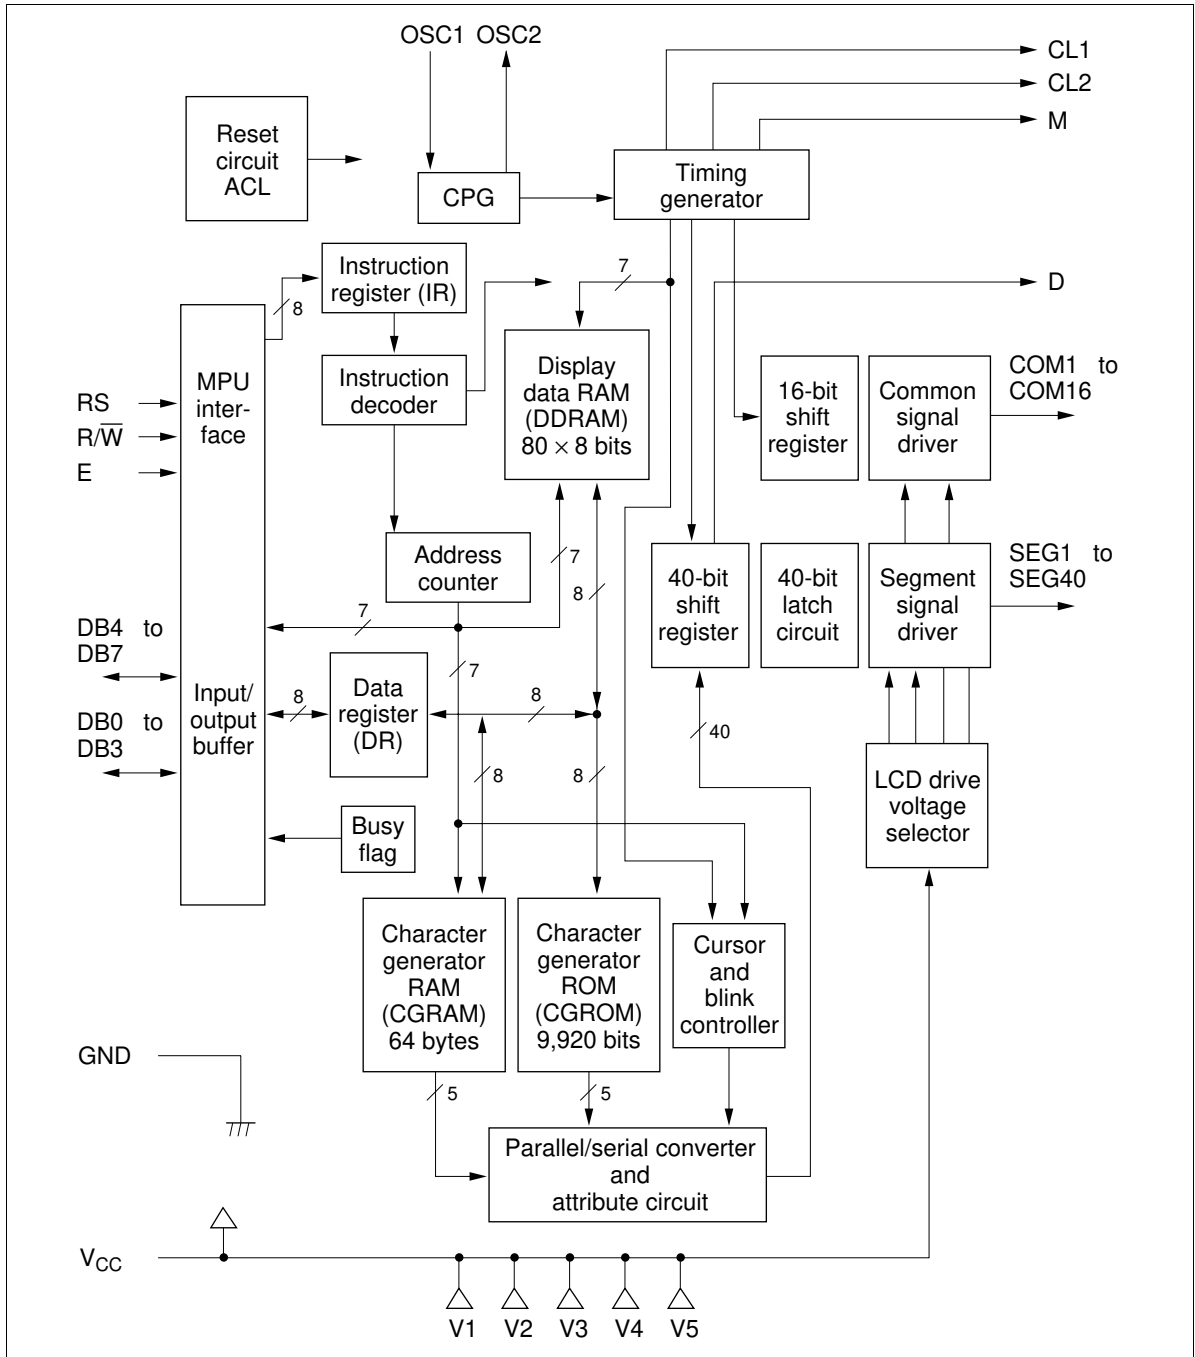 OSC1 OSC2
CL1
CL2
M
Reset
circuit
ACL
CPG
Timing
generator
Instruction
register (IR)
8
7
D
MPU
inter-
face
Instruction
decoder
Display
data RAM
(DDRAM)
80 × 8 bits
16-bit
shift
register
Common
signal
driver
COM1 to
COM16
RS
R/W̅
E
Address
counter
7
8
40-bit
shift
register
40-bit
latch
circuit
Segment
signal
driver
SEG1 to
SEG40
7
DB4 to
DB7
7
Input/
output
buffer
8
Data
register
(DR)
8
DB0 to
DB3
40
8
8
LCD drive
voltage
selector
Busy
flag
Character
generator
RAM
(CGRAM)
64 bytes
Character
generator
ROM
(CGROM)
9,920 bits
Cursor
and
blink
controller
GND
5
5
Parallel/serial converter
and
attribute circuit
VCC
V1 V2 V3 V4 V5